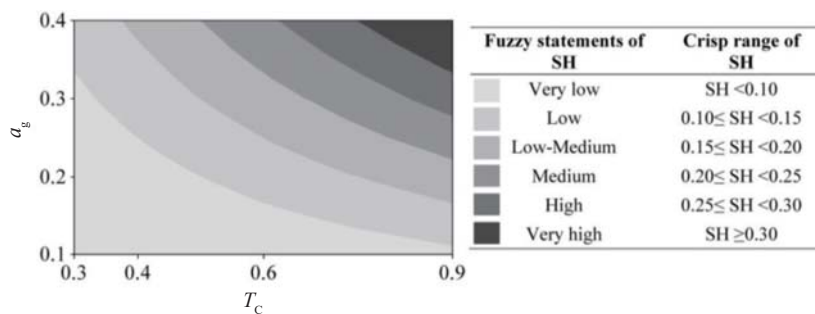 0.4
0.3
0.2
0.1
a_g
0.3 0.4 0.6 0.9
T_C
Fuzzy statements of SH Crisp range of SH
Very low SH <0.10
Low 0.10≤ SH <0.15
Low-Medium 0.15≤ SH <0.20
Medium 0.20≤ SH <0.25
High 0.25≤ SH <0.30
Very high SH ≥0.30